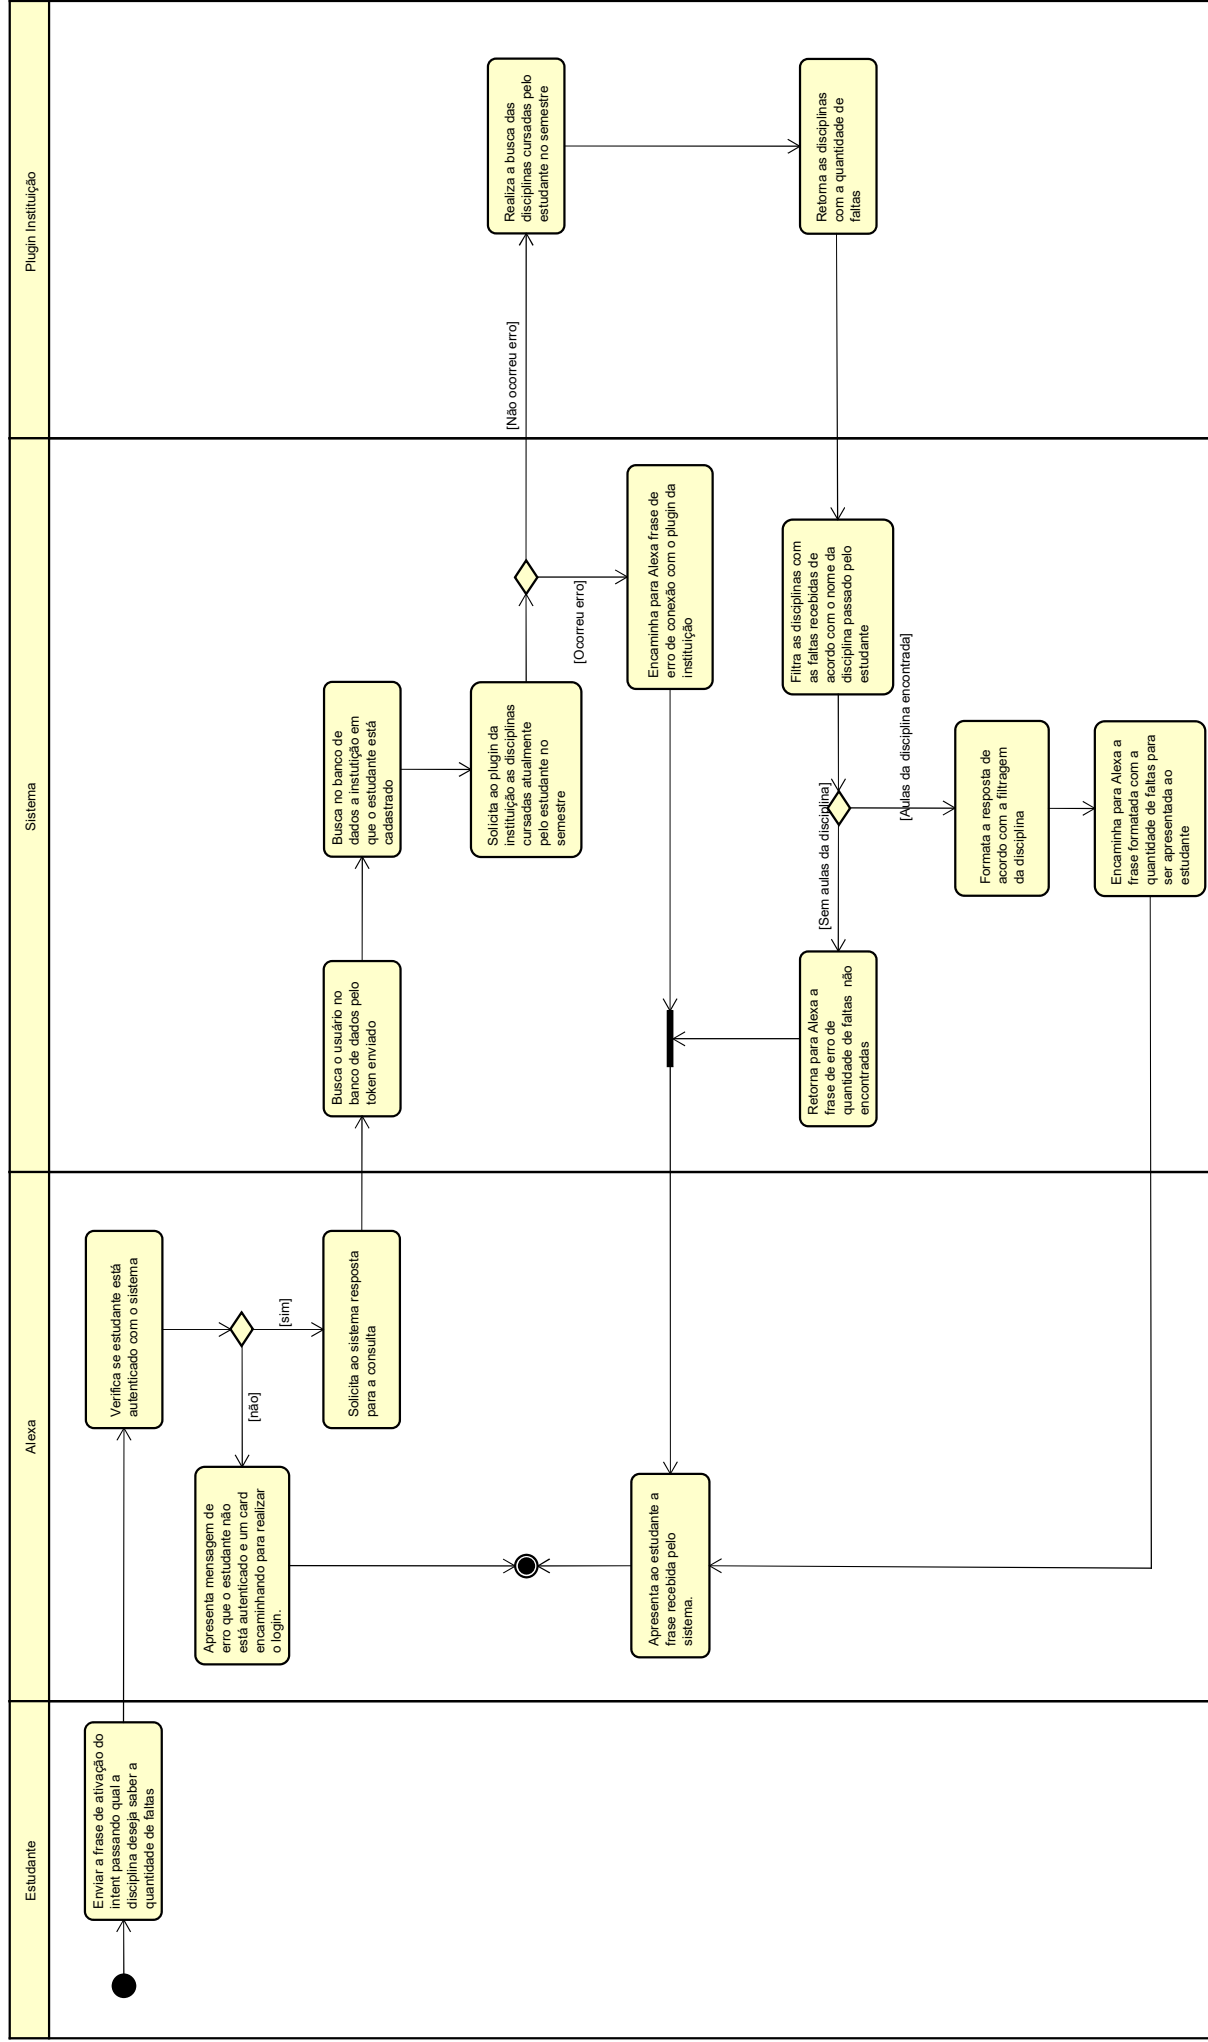 Estudante
Alexa
Sistema
Plugin Instituição
Enviar a frase de ativação do
intent passando qual a
disciplina deseja saber a
quantidade de faltas
Verifica se estudante está
autenticado com o sistema
[não]
[sim]
Apresenta mensagem de
erro que o estudante não
está autenticado e um card
encaminhando para realizar
o login.
Solicita ao sistema resposta
para a consulta
Busca o usuário no
banco de dados pelo
token enviado
Busca no banco de
dados a instutição em
que o estudante está
cadastrado
Solicita ao plugin da
instituição as disciplinas
cursadas atualmente
pelo estudante no
semestre
[Não ocorreu erro]
[Ocorreu erro]
Realiza a busca das
disciplinas cursadas pelo
estudante no semestre
Encaminha para Alexa frase de
erro de conexão com o plugin da
instituição
Retorna as disciplinas
com a quantidade de
faltas
Filtra as disciplinas com
as faltas recebidas de
acordo com o nome da
disciplina passado pelo
estudante
[Sem aulas da disciplina]
[Aulas da disciplina encontrada]
Retorna para Alexa a
frase de erro de
quantidade de faltas não
encontradas
Formata a resposta de
acordo com a filtragem
da disciplina
Encaminha para Alexa a
frase formatada com a
quantidade de faltas para
ser apresentada ao
estudante
Apresenta ao estudante a
frase recebida pelo
sistema.